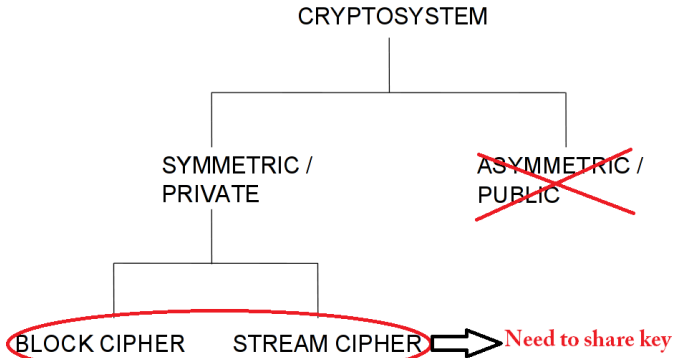 CRYPTOSYSTEM
SYMMETRIC /
PRIVATE
ASYMMETRIC /
PUBLIC
BLOCK CIPHER
STREAM CIPHER
Need to share key